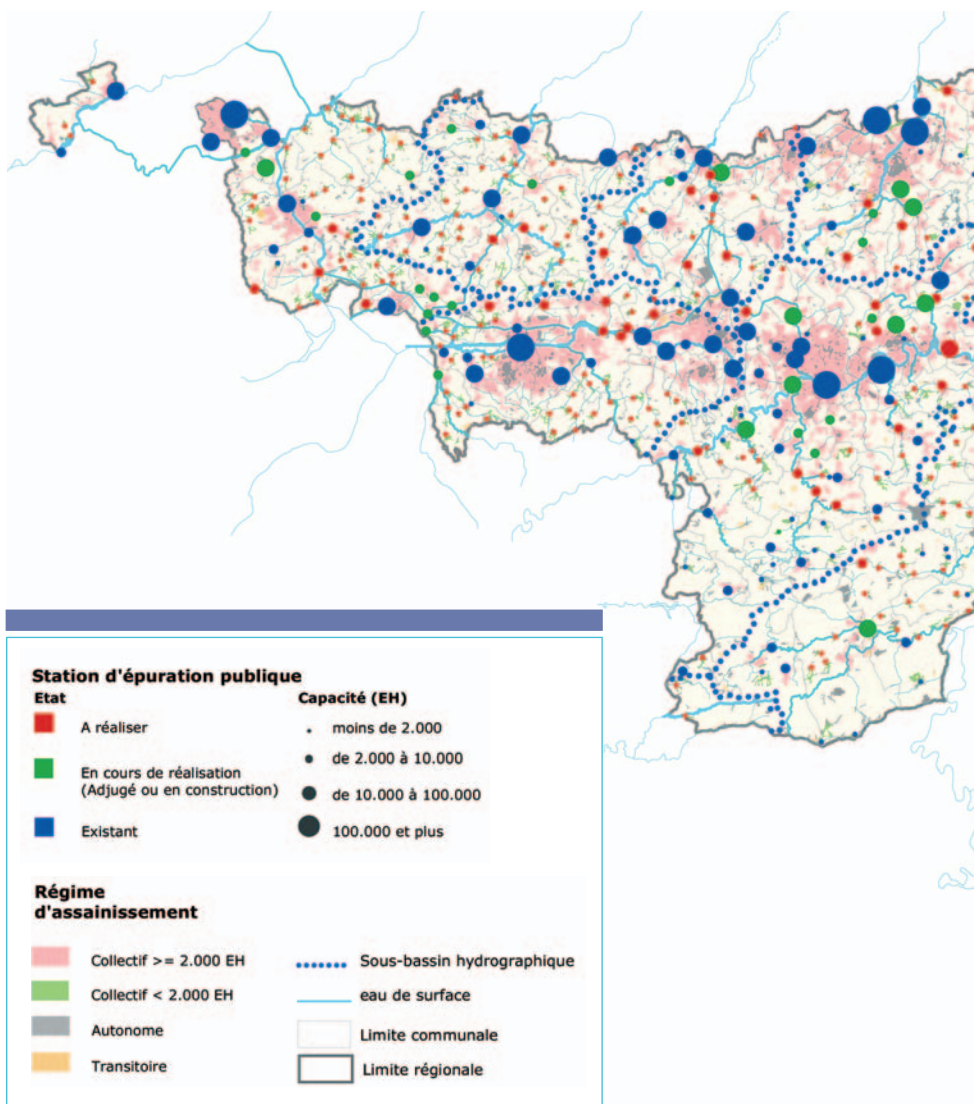 Station d'épuration publique
Etat
Capacité (EH)
A réaliser
moins de 2.000
de 2.000 à 10.000
En cours de réalisation
(Adjugé ou en construction)
de 10.000 à 100.000
Existant
100.000 et plus
Régime
d'assainissement
Collectif >= 2.000 EH
Sous-bassin hydrographique
Collectif < 2.000 EH
eau de surface
Autonome
Limite communale
Transitoire
Limite régionale